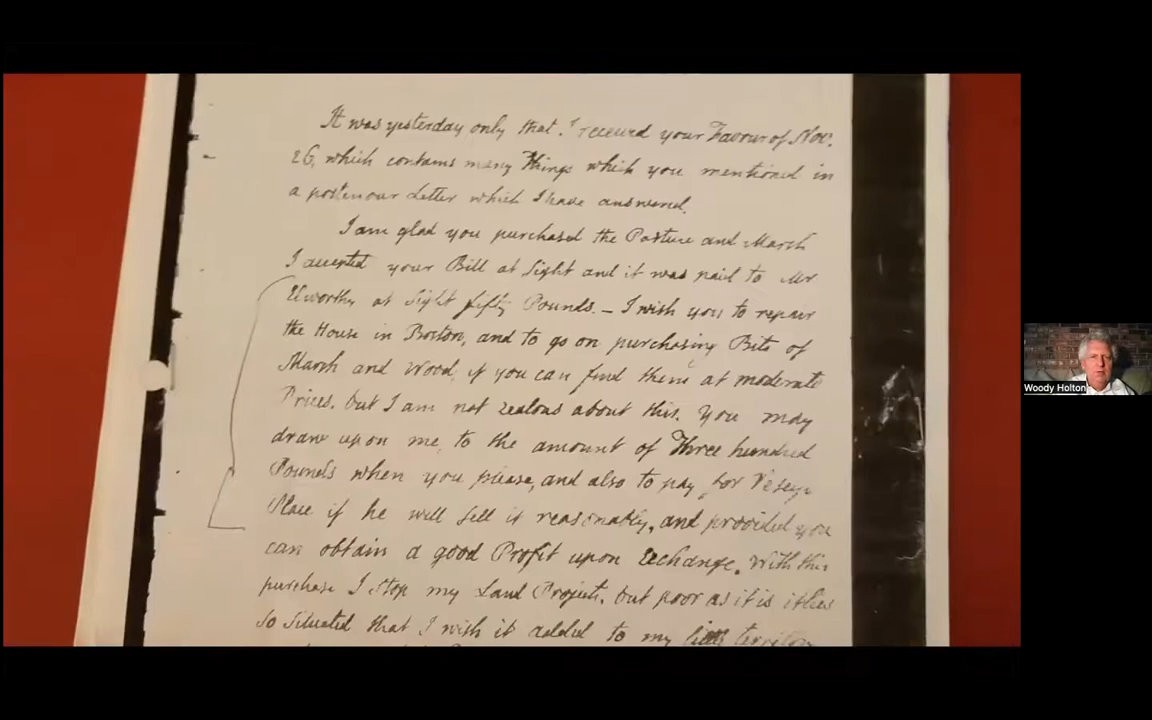 It was yesterday only that I received your Favour of Nov.
26, which contains many Things which you mentioned in
a posteriour Letter which I have answered.
I am glad you purchased the Pasture and Marsh
I accepted your Bill at Sight and it was paid to Mr
Elworthy at Sight fifty Pounds. — I wish you to repair
the House in Boston, and to go on purchasing Bits of
Marsh and Wood, if you can find them at moderate
Prices. but I am not zealous about this. You may
draw upon me, to the amount of Three hundred
Pounds when you please, and also to pay for Veseys
Place if he will sell it reasonably, and provided you
can obtain a good Profit upon Exchange. With this
purchase I stop my Land Projects. but poor as it is it lies
so situated that I wish it added to my little territory
Woody Holton